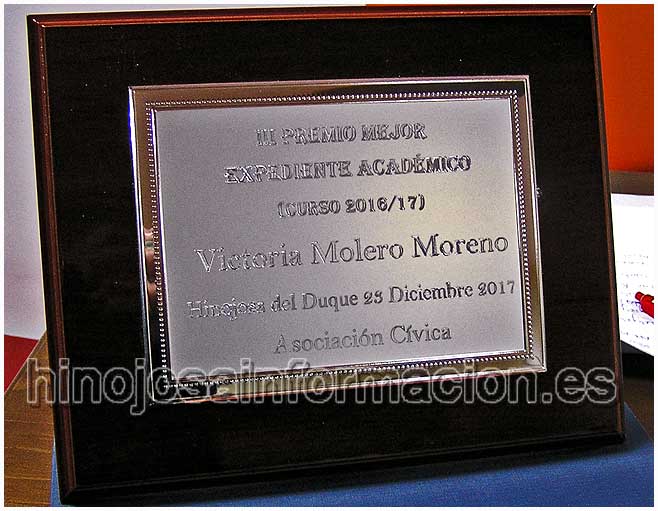 III PREMIO MEJOR
EXPEDIENTE ACADÉMICO
(CURSO 2016/17)
Victoria Molero Moreno
Hinojosa del Duque 23 Diciembre 2017
Asociación Cívica
hinojosainformacion.es